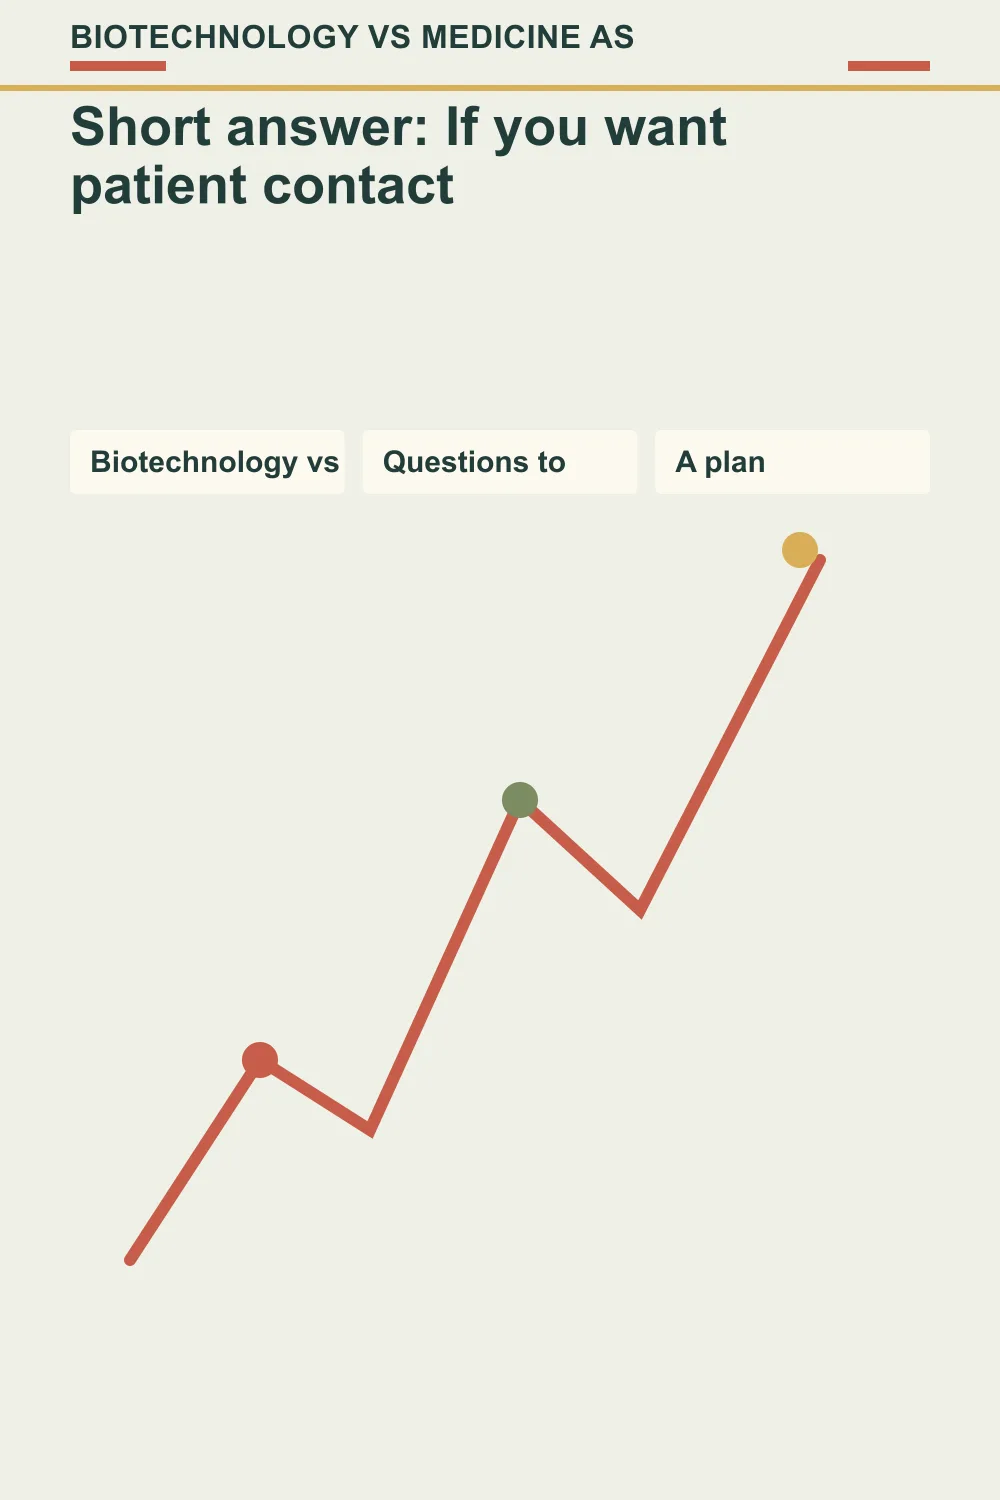 BIOTECHNOLOGY VS MEDICINE AS
Short answer: If you want
patient contact
Biotechnology vs
Questions to
A plan